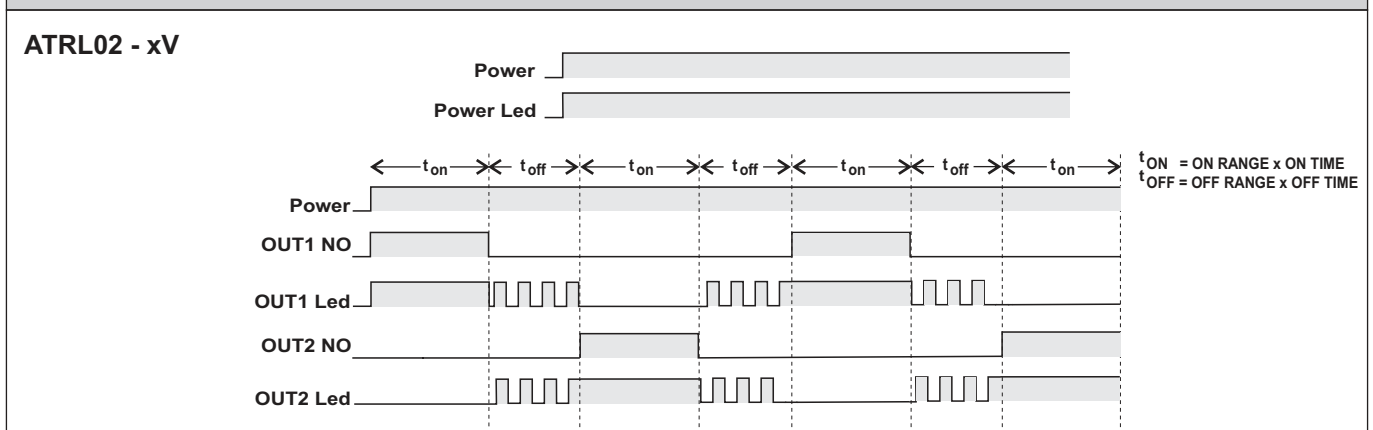 ATRL02 - xV
Power
Power Led
ton toff ton toff ton toff ton
tON = ON RANGE x ON TIME
tOFF = OFF RANGE x OFF TIME
Power
OUT1 NO
OUT1 Led
OUT2 NO
OUT2 Led